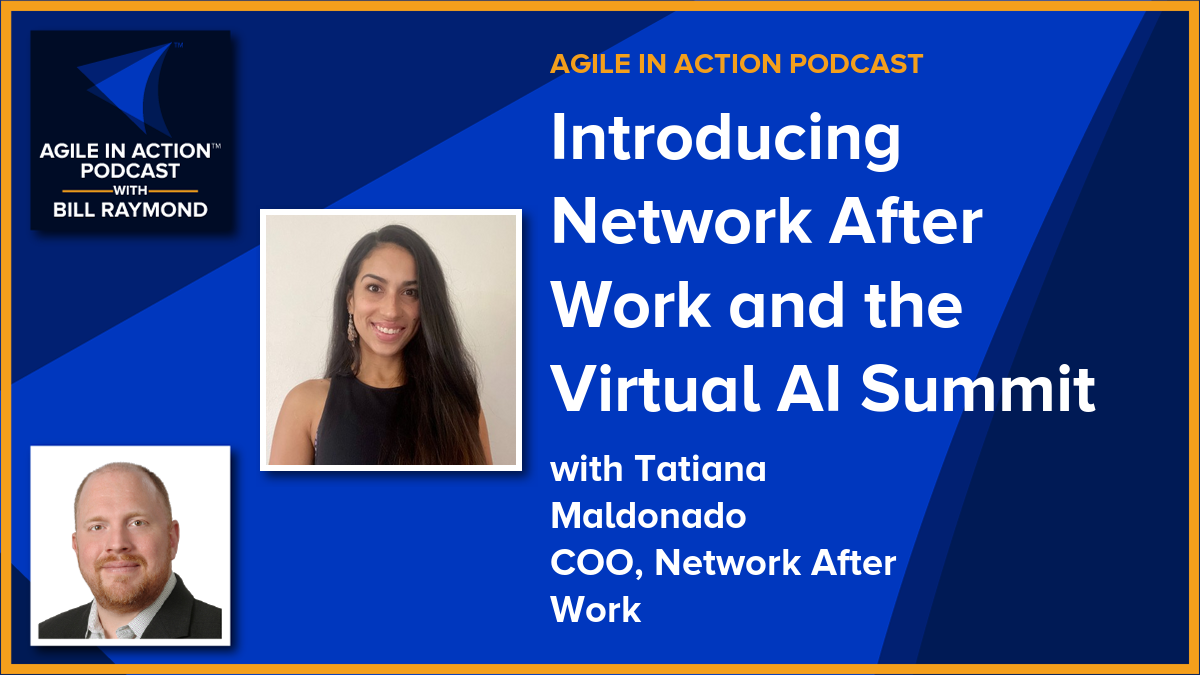 AGILE IN ACTION™
PODCAST
WITH
BILL RAYMOND
AGILE IN ACTION PODCAST
Introducing
Network After
Work and the
Virtual AI Summit
with Tatiana
Maldonado
COO, Network After
Work